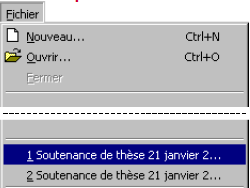 Fichier
Nouveau... Ctrl+N
Ouvrir... Ctrl+O
Fermer
1 Soutenance de thèse 21 janvier 2...
2 Soutenance de thèse 21 janvier 2...